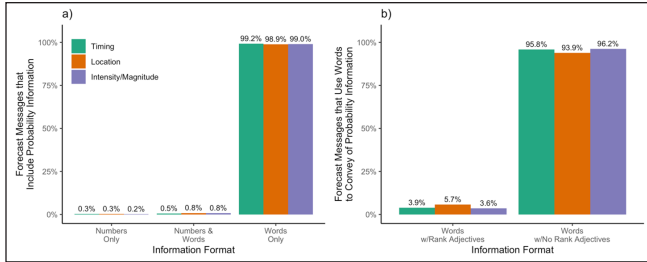 a)
Forecast Messages that
Include Probability Information
100%
75%
50%
25%
0%
Timing
Location
Intensity/Magnitude
0.3% 0.3% 0.2%
0.5% 0.8% 0.8%
99.2% 98.9% 99.0%
Numbers
Only
Numbers &
Words
Words
Only
Information Format
b)
Forecast Messages that Use Words
to Convey of Probability Information
100%
75%
50%
25%
0%
3.9% 5.7% 3.6%
95.8% 93.9% 96.2%
Words
w/Rank Adjectives
Words
w/No Rank Adjectives
Information Format